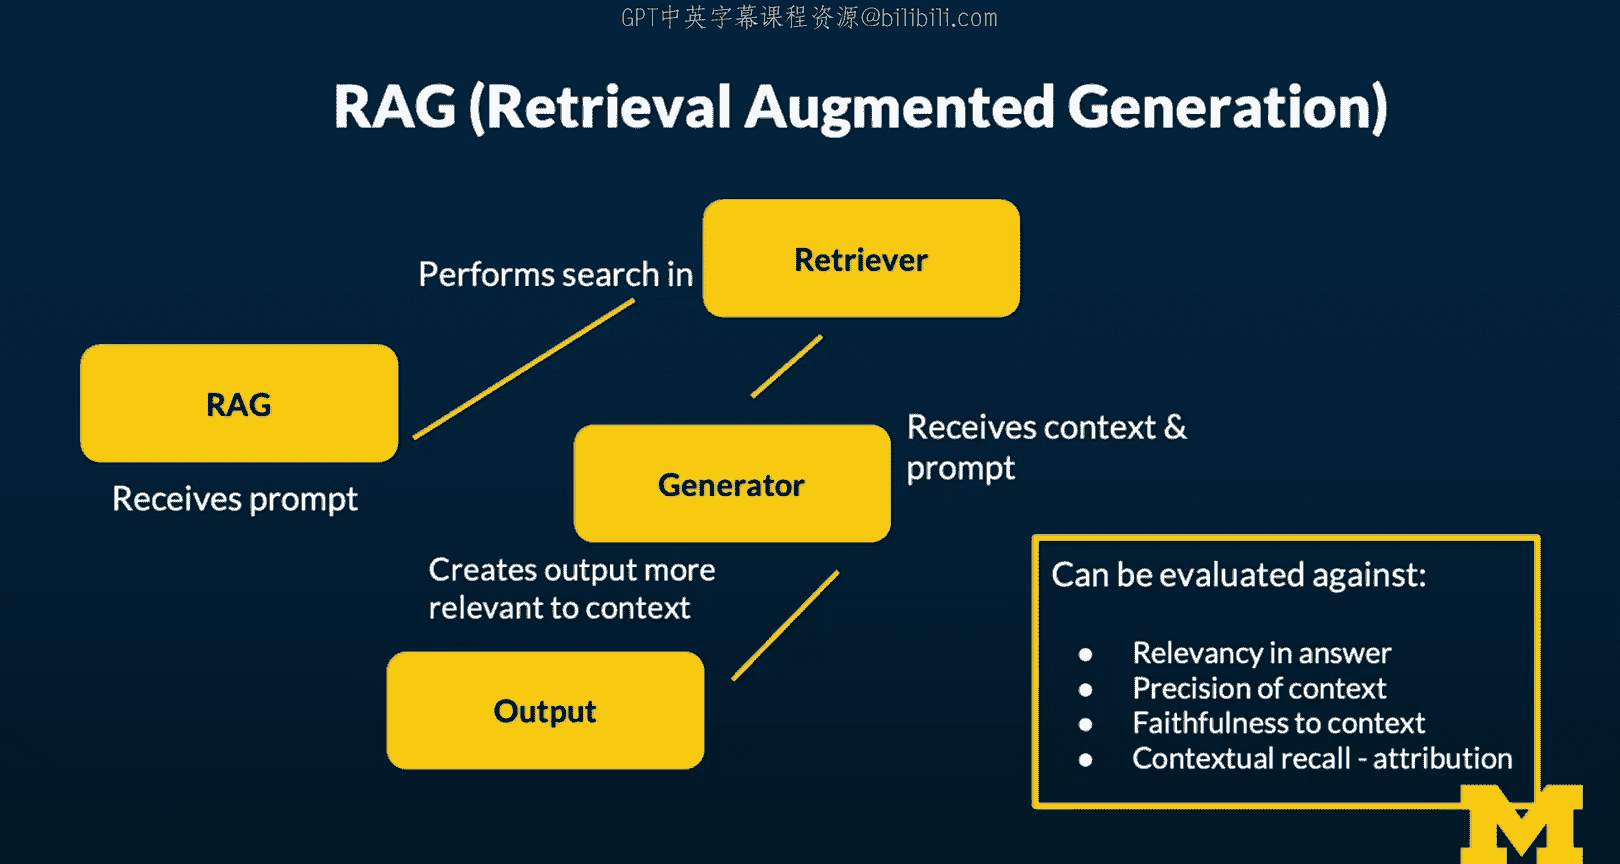 GPT中英字幕课程资源@bilibili.com
RAG (Retrieval Augmented Generation)
Performs search in
Retriever
RAG
Receives prompt
Generator
Receives context &
prompt
Creates output more
relevant to context
Output
Can be evaluated against:
● Relevancy in answer
● Precision of context
● Faithfulness to context
● Contextual recall - attribution
M